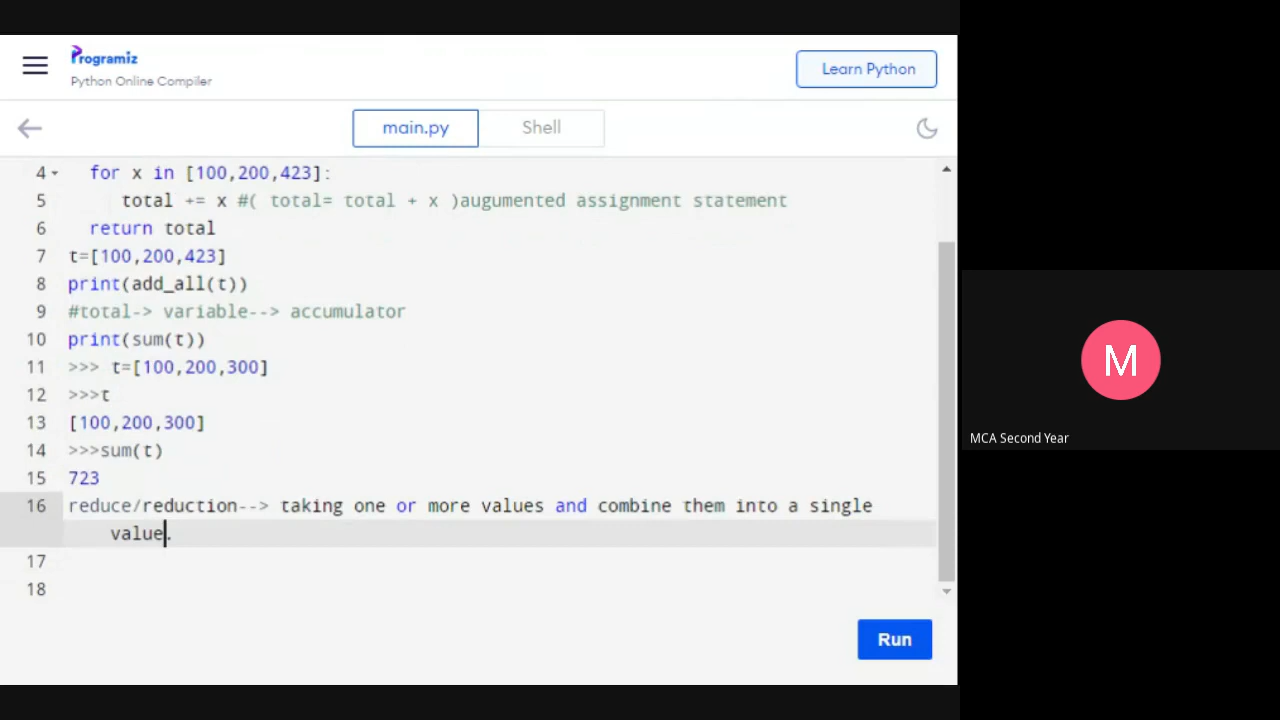 Programiz
Python Online Compiler
Learn Python
main.py
Shell
4 for x in [100,200,423]:
5 total += x #( total= total + x )augumented assignment statement
6 return total
7 t=[100,200,423]
8 print(add_all(t))
9 #total-> variable--> accumulator
10 print(sum(t))
11 >>> t=[100,200,300]
12 >>>t
13 [100,200,300]
14 >>>sum(t)
15 723
16 reduce/reduction--> taking one or more values and combine them into a single
value.
17
18
Run
M
MCA Second Year